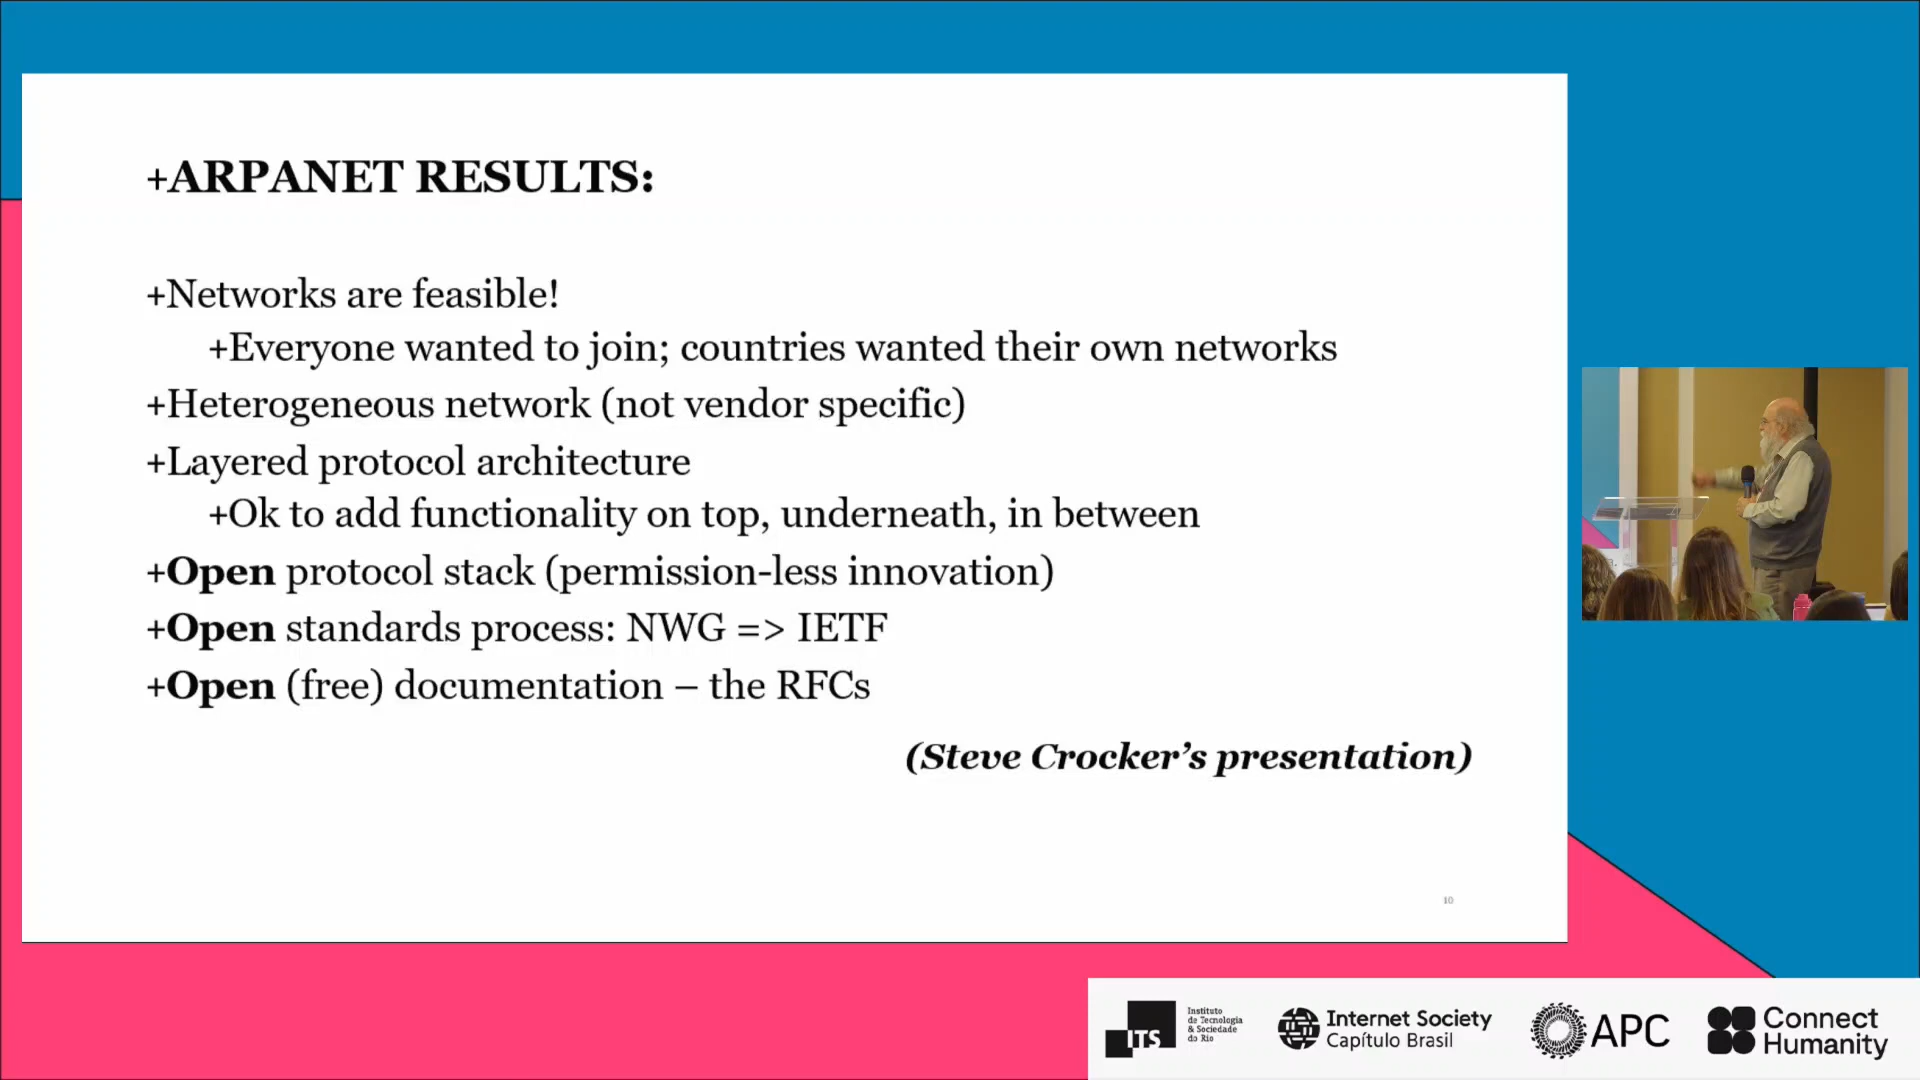 +ARPANET RESULTS:
+Networks are feasible!
+Everyone wanted to join; countries wanted their own networks
+Heterogeneous network (not vendor specific)
+Layered protocol architecture
+Ok to add functionality on top, underneath, in between
+Open protocol stack (permission-less innovation)
+Open standards process: NWG => IETF
+Open (free) documentation – the RFCs
(Steve Crocker’s presentation)
10
ITS
Instituto
de Tecnologia
& Sociedade
do Rio
Internet Society
Capítulo Brasil
APC
Connect
Humanity